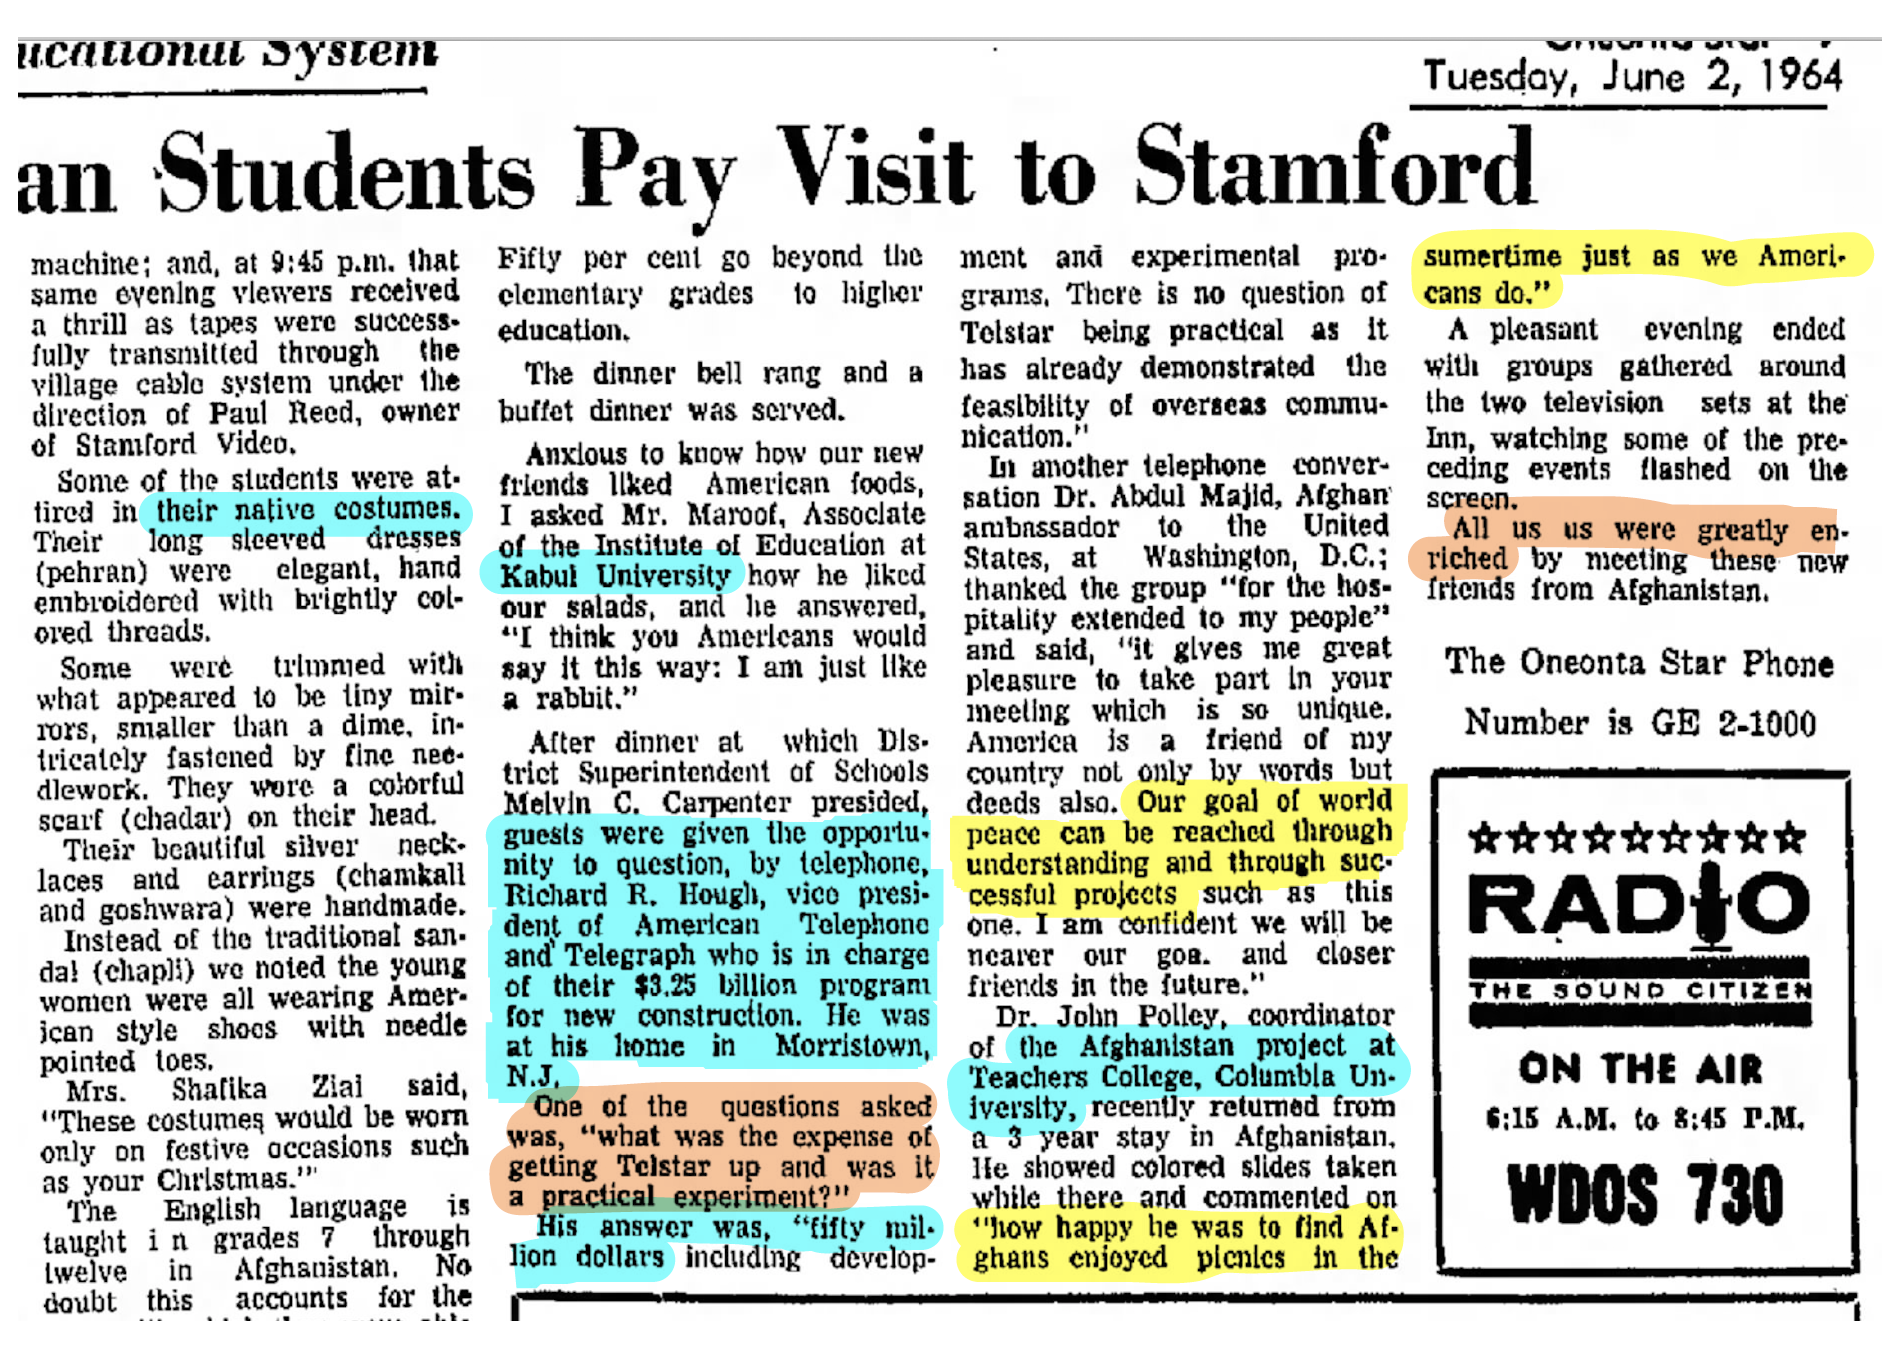 ucational System
Tuesday, June 2, 1964
an Students Pay Visit to Stamford
machine; and, at 9:45 p.m. that
same evening viewers received
a thrill as tapes were success-
fully transmitted through the
village cable system under the
direction of Paul Reed, owner
of Stamford Video.
Some of the students were at-
tired in their native costumes.
Their long sleeved dresses
(pehran) were elegant, hand
embroidered with brightly col-
ored threads.
Some were trimmed with
what appeared to be tiny mir-
rors, smaller than a dime, in-
tricately fastened by fine nee-
dlework. They wore a colorful
scarf (chadar) on their head.
Their beautiful silver neck-
laces and earrings (chamkali
and goshwara) were handmade.
Instead of the traditional san-
dal (chapli) we noted the young
women were all wearing Amer-
ican style shoes with needle
pointed toes.
Mrs. Shafika Ziai said,
"These costumes would be worn
only on festive occasions such
as your Christmas."'
The English language is
taught in grades 7 through
twelve in Afghanistan. No
doubt this accounts for the
Fifty per cent go beyond the
elementary grades to higher
education.
The dinner bell rang and a
buffet dinner was served.
Anxious to know how our new
friends liked American foods,
I asked Mr. Maroof, Associate
of the Institute of Education at
Kabul University how he liked
our salads, and he answered,
"I think you Americans would
say it this way: I am just like
a rabbit."
After dinner at which Dis-
trict Superintendent of Schools
Melvin C. Carpenter presided,
guests were given the opportu-
nity to question, by telephone,
Richard R. Hough, vice presi-
dent of American Telephone
and Telegraph who is in charge
of their $3.25 billion program
for new construction. He was
at his home in Morristown,
N.J.
One of the questions asked
was, "what was the expense of
getting Telstar up and was it
a practical experiment?"
His answer was, "fifty mil-
lion dollars including develop-
ment and experimental pro-
grams. There is no question of
Telstar being practical as it
has already demonstrated the
feasibility of overseas commu-
nication."
In another telephone conver-
sation Dr. Abdul Majid, Afghan
ambassador to the United
States, at Washington, D.C.;
thanked the group "for the hos-
pitality extended to my people"
and said, "it gives me great
pleasure to take part in your
meeting which is so unique.
America is a friend of my
country not only by words but
deeds also. Our goal of world
peace can be reached through
understanding and through suc-
cessful projects such as this
one. I am confident we will be
nearer our goa. and closer
friends in the future."
Dr. John Polley, coordinator
of the Afghanistan project at
Teachers College, Columbia Un-
iversity, recently returned from
a 3 year stay in Afghanistan.
He showed colored slides taken
while there and commented on
"how happy he was to find Af-
ghans enjoyed picnics in the
sumertime just as we Ameri-
cans do."
A pleasant evening ended
with groups gathered around
the two television sets at the
Inn, watching some of the pre-
ceding events flashed on the
screen.
All us us were greatly en-
riched by meeting these new
friends from Afghanistan.
The Oneonta Star Phone
Number is GE 2-1000
RADIO
THE SOUND CITIZEN
ON THE AIR
6:15 A.M. to 8:45 P.M.
WDOS 730